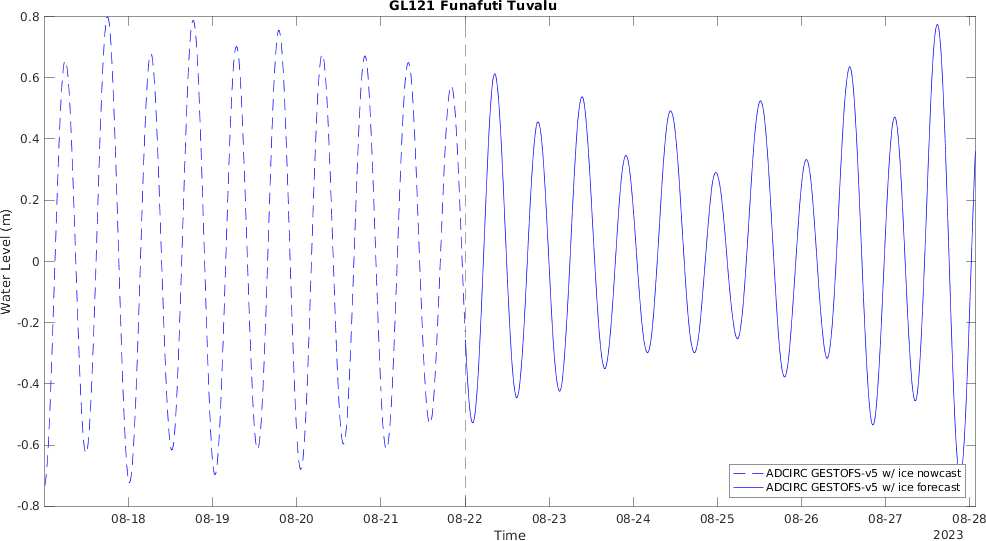 GL121 Funafuti Tuvalu
0.8
0.6
0.4
0.2
0
-0.2
-0.4
-0.6
-0.8
Water Level (m)
08-18 08-19 08-20 08-21 08-22 08-23 08-24 08-25 08-26 08-27 08-28
Time
2023
ADCIRC GESTOFS-v5 w/ ice nowcast
ADCIRC GESTOFS-v5 w/ ice forecast